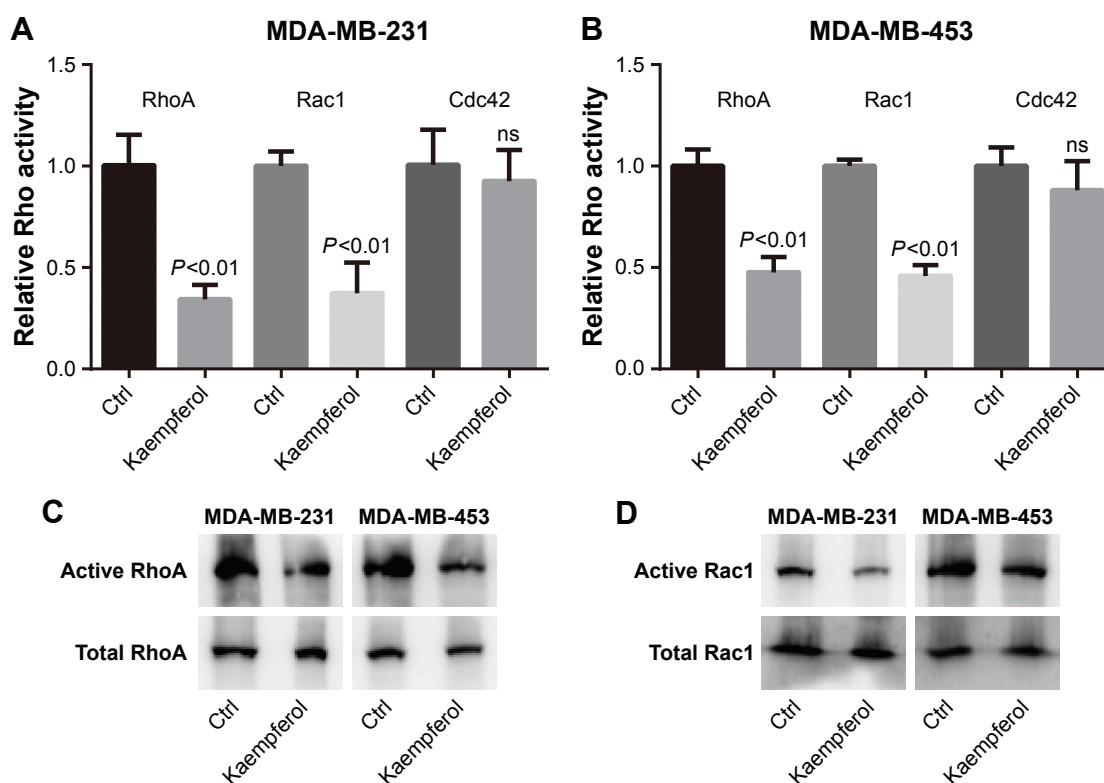 A
MDA-MB-231
Relative Rho activity
1.5
1.0
0.5
0.0
RhoA
Rac1
Cdc42
P<0.01
P<0.01
ns
Ctrl
Kaempferol
Ctrl
Kaempferol
Ctrl
Kaempferol
B
MDA-MB-453
Relative Rho activity
1.5
1.0
0.5
0.0
RhoA
Rac1
Cdc42
P<0.01
P<0.01
ns
Ctrl
Kaempferol
Ctrl
Kaempferol
Ctrl
Kaempferol
C
MDA-MB-231 MDA-MB-453
Active RhoA
Total RhoA
Ctrl
Kaempferol
Ctrl
Kaempferol
D
MDA-MB-231 MDA-MB-453
Active Rac1
Total Rac1
Ctrl
Kaempferol
Ctrl
Kaempferol